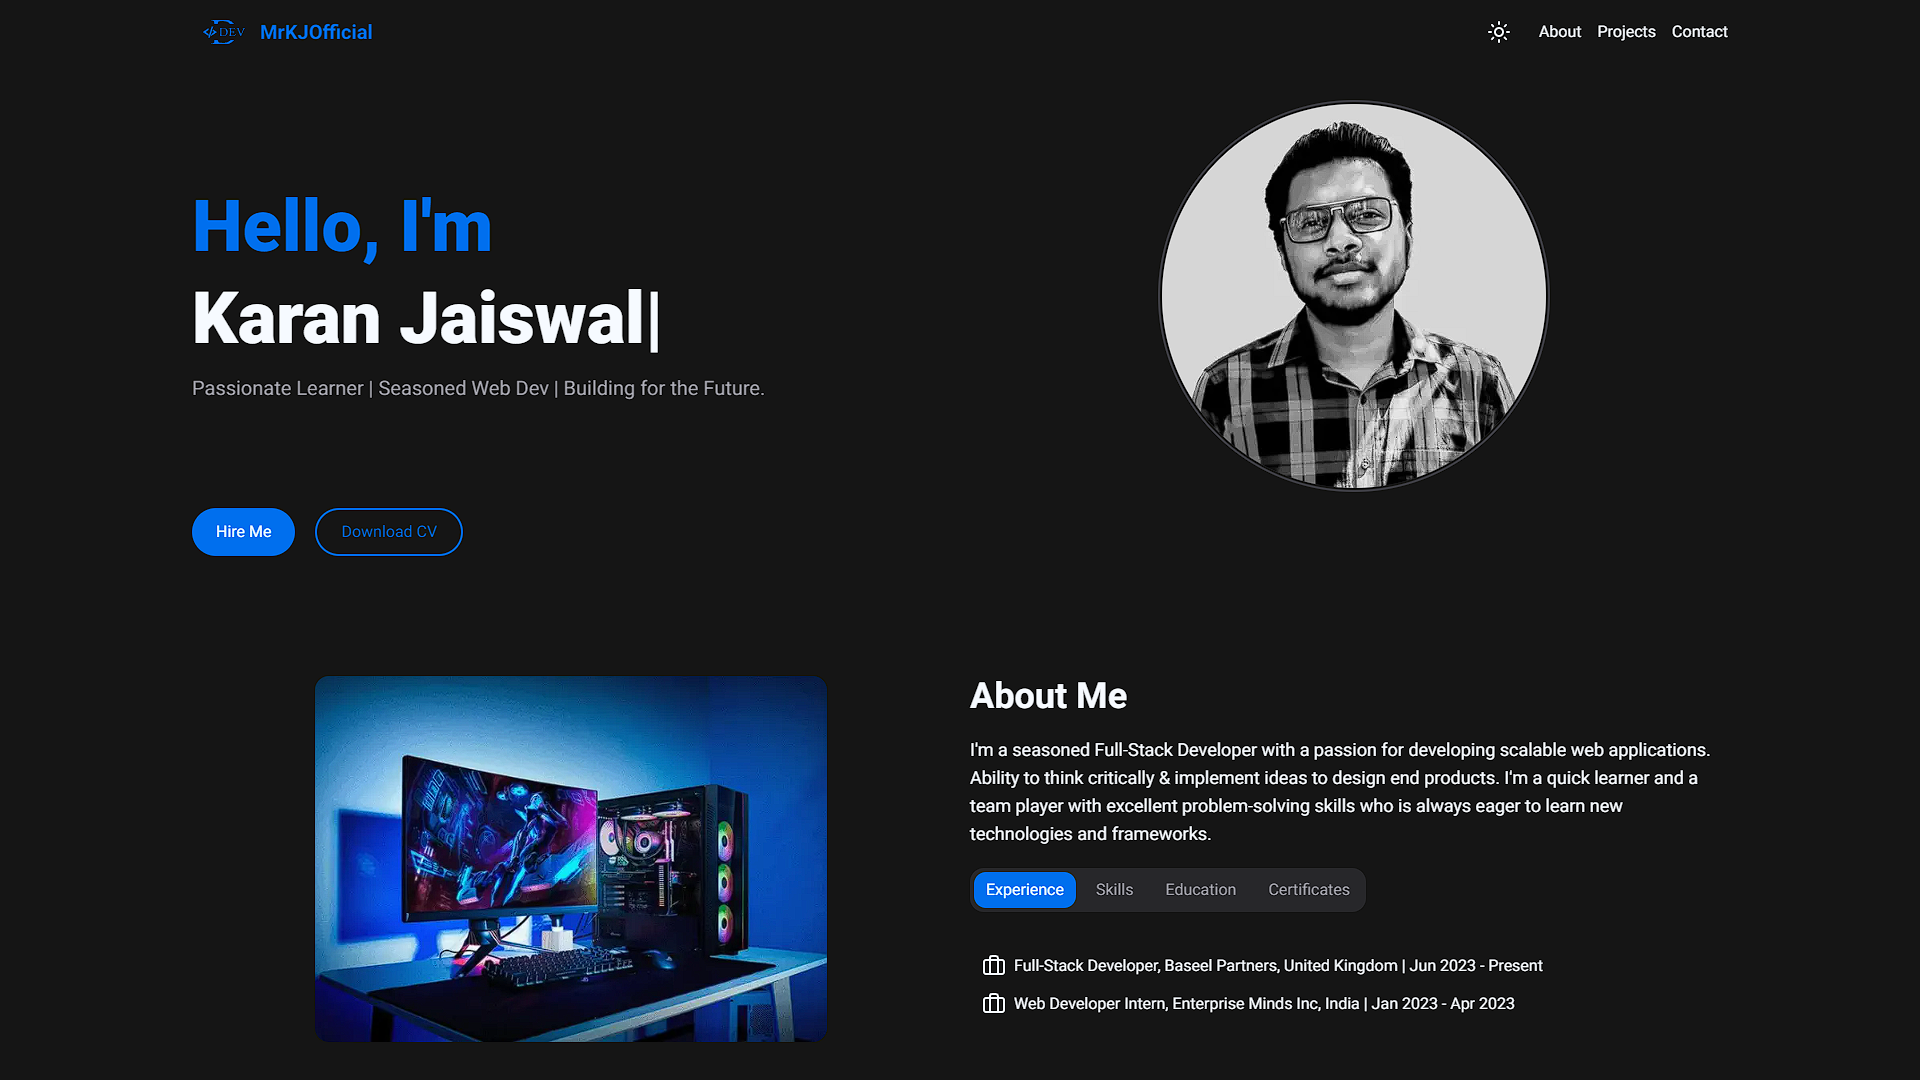 DEV
MrKJOfficial
About
Projects
Contact
Hello, I'm
Karan Jaiswal|
Passionate Learner | Seasoned Web Dev | Building for the Future.
Hire Me
Download CV
About Me
I'm a seasoned Full-Stack Developer with a passion for developing scalable web applications.
Ability to think critically & implement ideas to design end products. I'm a quick learner and a
team player with excellent problem-solving skills who is always eager to learn new
technologies and frameworks.
Experience
Skills
Education
Certificates
Full-Stack Developer, Baseel Partners, United Kingdom | Jun 2023 - Present
Web Developer Intern, Enterprise Minds Inc, India | Jan 2023 - Apr 2023